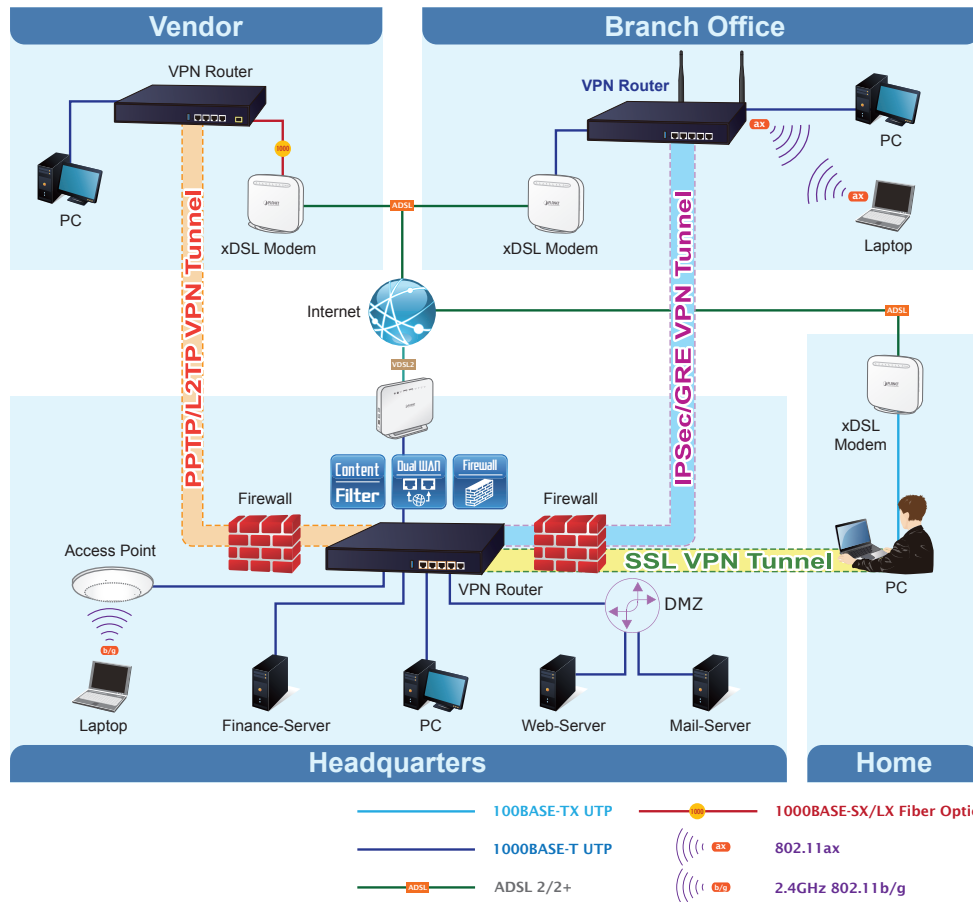 Vendor
Branch Office
VPN Router
VPN Router
ax
PC
1000
PC
xDSL Modem
ADSL
xDSL Modem
ax
Laptop
PPTP/L2TP VPN Tunnel
IPSec/GRE VPN Tunnel
Internet
ADSL
VDSL2
xDSL
Modem
Content
Filter
Dual WAN
Firewall
Firewall
Firewall
Access Point
SSL VPN Tunnel
VPN Router
DMZ
PC
b/g
Laptop
Finance-Server
PC
Web-Server
Mail-Server
Headquarters
Home
100BASE-TX UTP
1000
1000BASE-SX/LX Fiber Optic
1000BASE-T UTP
ax
802.11ax
ADSL
ADSL 2/2+
b/g
2.4GHz 802.11b/g